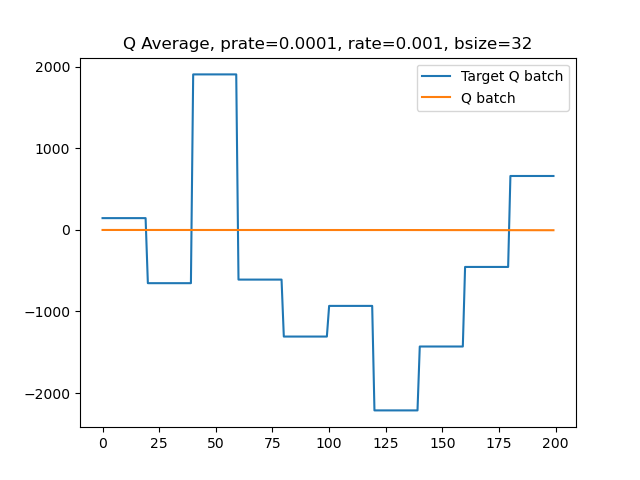 Q Average, prate=0.0001, rate=0.001, bsize=32
Target Q batch
Q batch
2000
1000
0
−1000
−2000
0 25 50 75 100 125 150 175 200